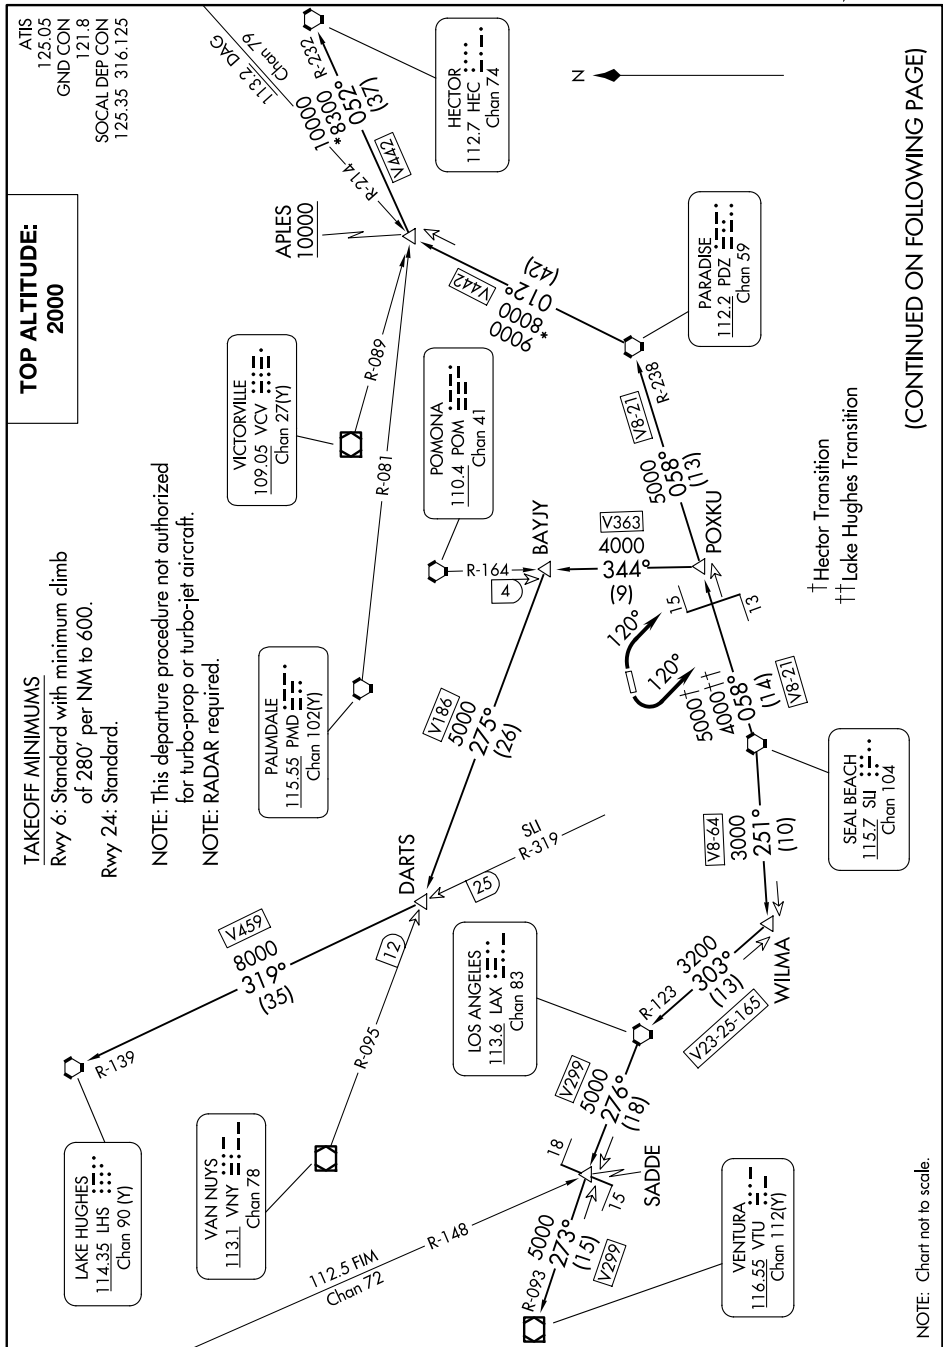 ATIS
125.05
GND CON
121.8
SOCAL DEP CON
125.35 316.125
TOP ALTITUDE:
2000
TAKEOFF MINIMUMS
Rwy 6: Standard with minimum climb
of 280' per NM to 600.
Rwy 24: Standard.
NOTE: This departure procedure not authorized
for turbo-prop or turbo-jet aircraft.
NOTE: RADAR required.
LAKE HUGHES
114.35 LHS
Chan 90 (Y)
R-139
V459
8000
319°
(35)
VAN NUYS
113.1 VNY
Chan 78
R-095
12
DARTS
25
SLI
R-319
PALMDALE
115.55 PMD
Chan 102(Y)
R-081
VICTORVILLE
109.05 VCV
Chan 27(Y)
R-089
APLES
10000
113.2 DAG
Chan 79
R-214
10000
*8300
052°
(37)
R-232
V442
HECTOR
112.7 HEC
Chan 74
N
V186
5000
275°
(26)
POMONA
110.4 POM
Chan 41
R-164
4
BAYJY
V442
9000
*8000
012°
(42)
PARADISE
112.2 PDZ
Chan 59
R-238
V8-21
5000
058°
(13)
V363
4000
344°
(9)
POXKU
15
13
120°
120°
5000†
4000††
058°
(14)
V8-21
†Hector Transition
††Lake Hughes Transition
SEAL BEACH
115.7 SLI
Chan 104
V8-64
3000
251°
(10)
WILMA
LOS ANGELES
113.6 LAX
Chan 83
R-123
3200
303°
(13)
V23-25-165
V299
5000
276°
(18)
18
15
SADDE
112.5 FIM
Chan 72
R-148
R-093
5000
273°
(15)
V299
VENTURA
116.55 VTU
Chan 112(Y)
NOTE: Chart not to scale.
(CONTINUED ON FOLLOWING PAGE)